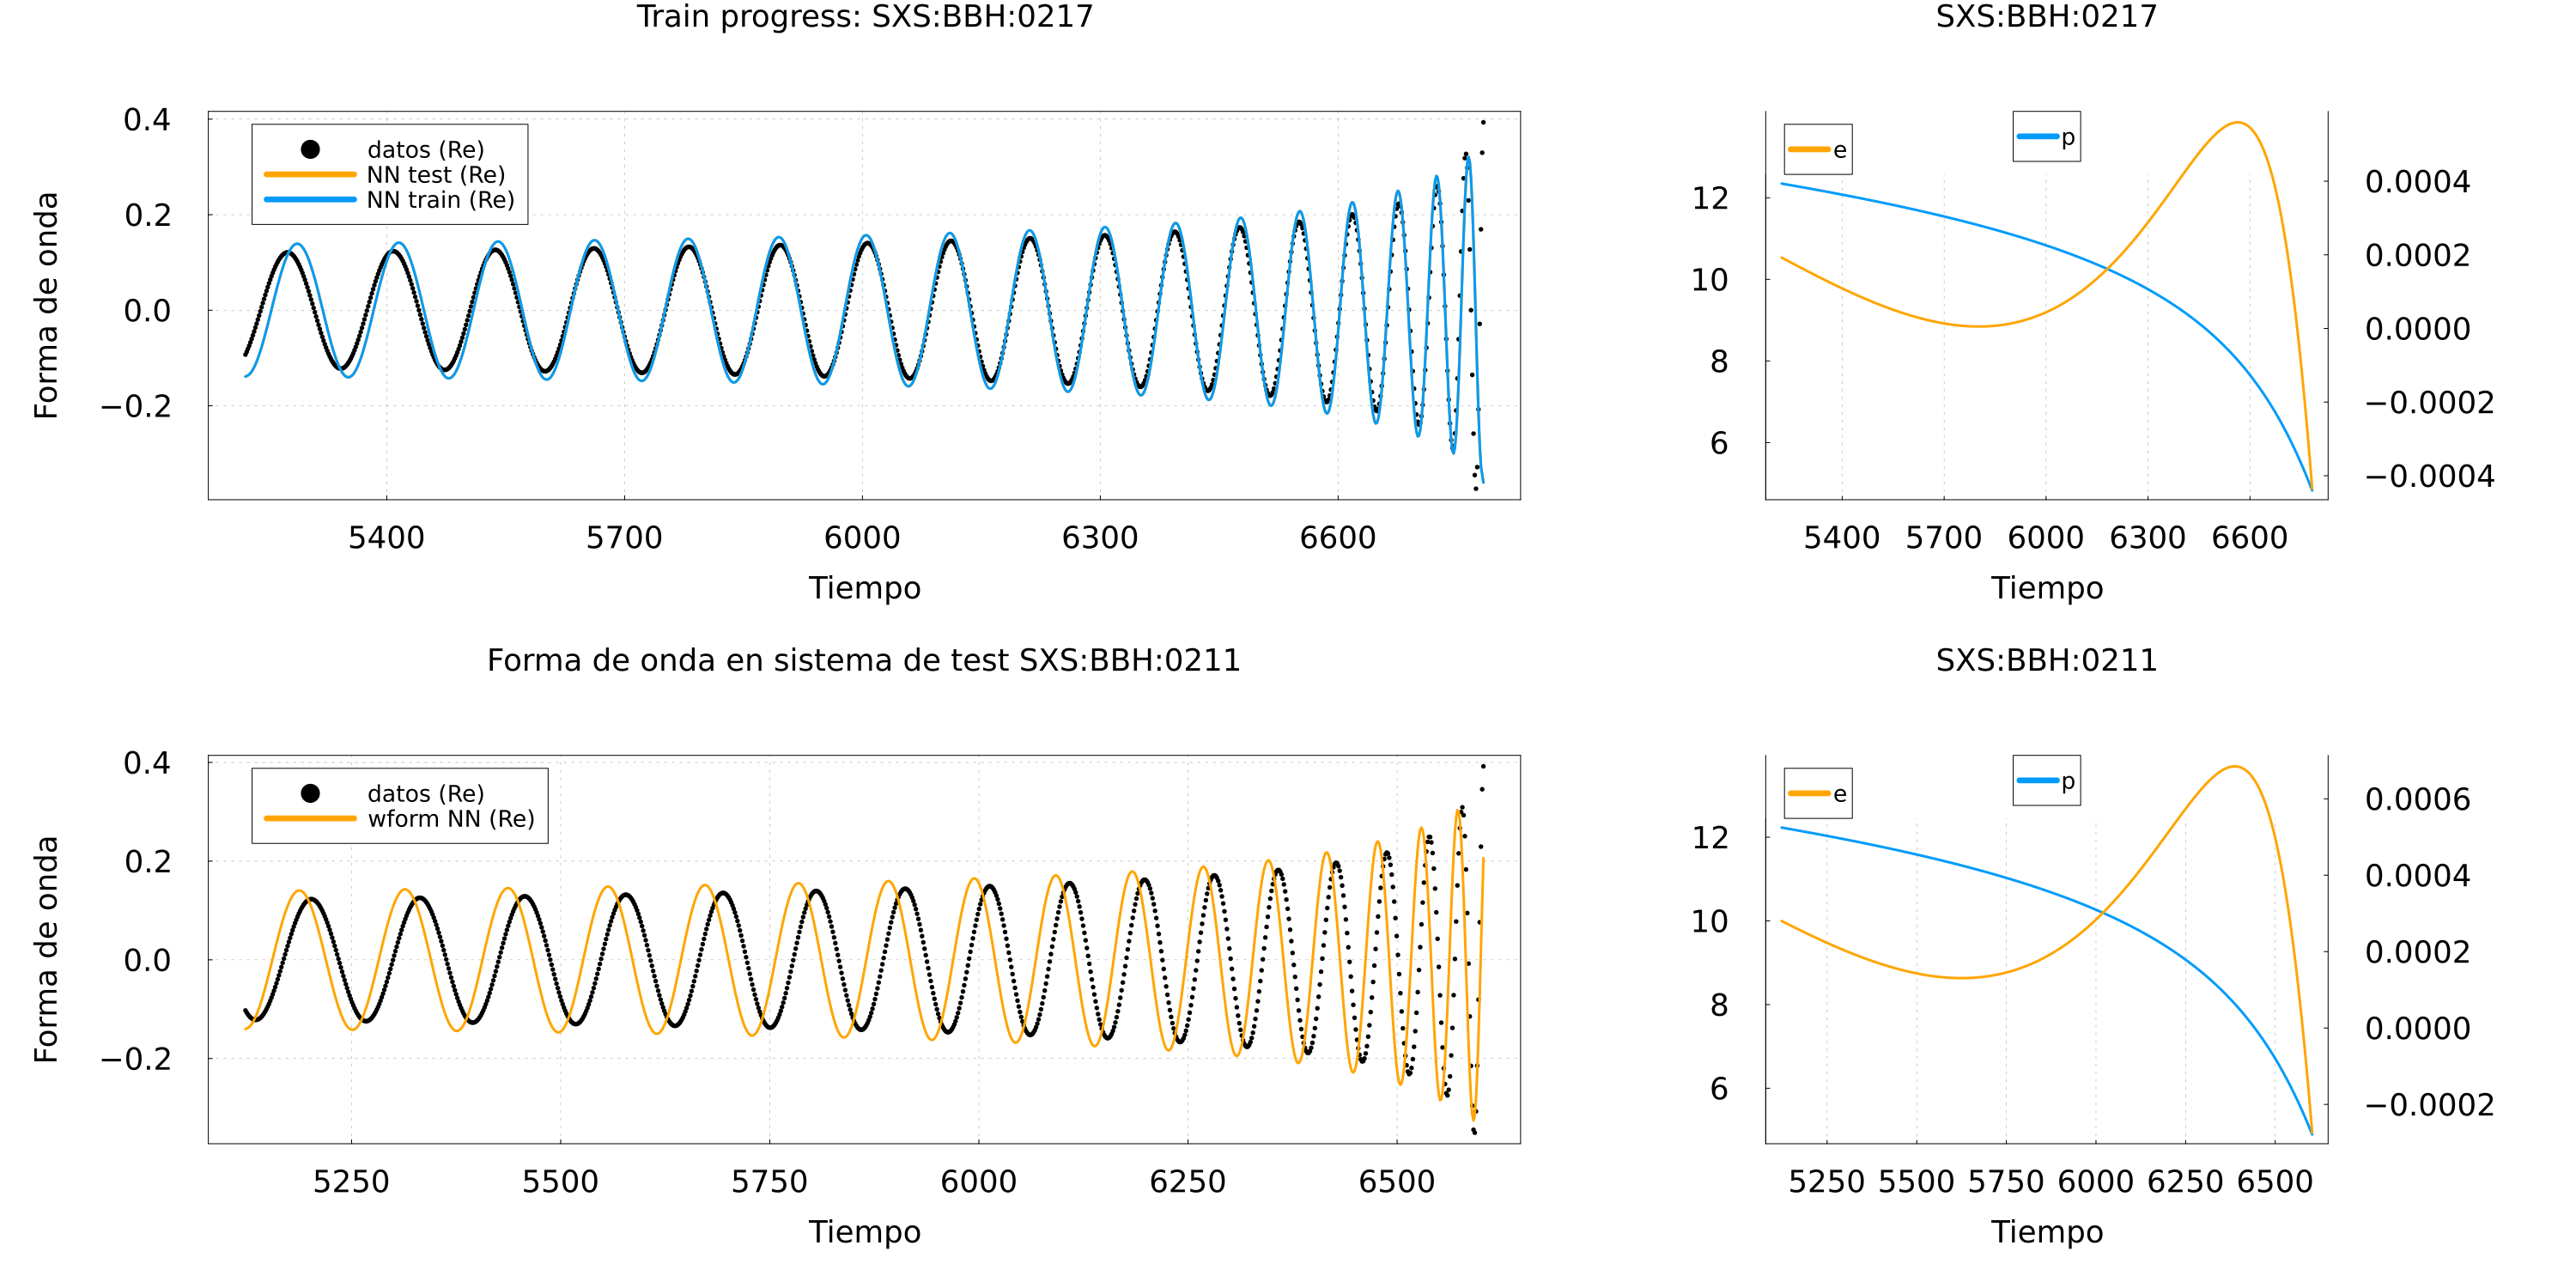 Train progress: SXS:BBH:0217
0.4
0.2
0.0
−0.2
Forma de onda
datos (Re)
NN test (Re)
NN train (Re)
5400 5700 6000 6300 6600
Tiempo
SXS:BBH:0217
e
p
12
10
8
6
0.0004
0.0002
0.0000
−0.0002
−0.0004
5400 5700 6000 6300 6600
Tiempo
Forma de onda en sistema de test SXS:BBH:0211
0.4
0.2
0.0
−0.2
Forma de onda
datos (Re)
wform NN (Re)
5250 5500 5750 6000 6250 6500
Tiempo
SXS:BBH:0211
e
p
12
10
8
6
0.0006
0.0004
0.0002
0.0000
−0.0002
5250 5500 5750 6000 6250 6500
Tiempo